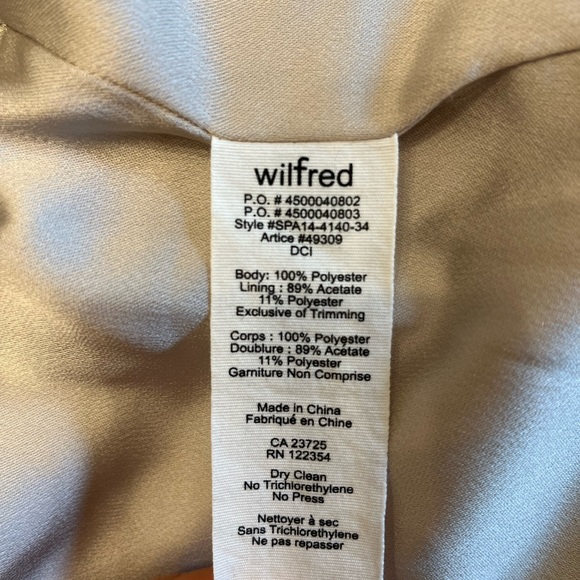 wilfred
P.O. # 4500040802
P.O. # 4500040803
Style #SPA14-4140-34
Artice #49309
DCI
Body: 100% Polyester
Lining : 89% Acetate
11% Polyester
Exclusive of Trimming
Corps : 100% Polyester
Doublure : 89% Acétate
11% Polyester
Garniture Non Comprise
Made in China
Fabriqué en Chine
CA 23725
RN 122354
Dry Clean
No Trichlorethylene
No Press
Nettoyer à sec
Sans Trichlorethylene
Ne pas repasser